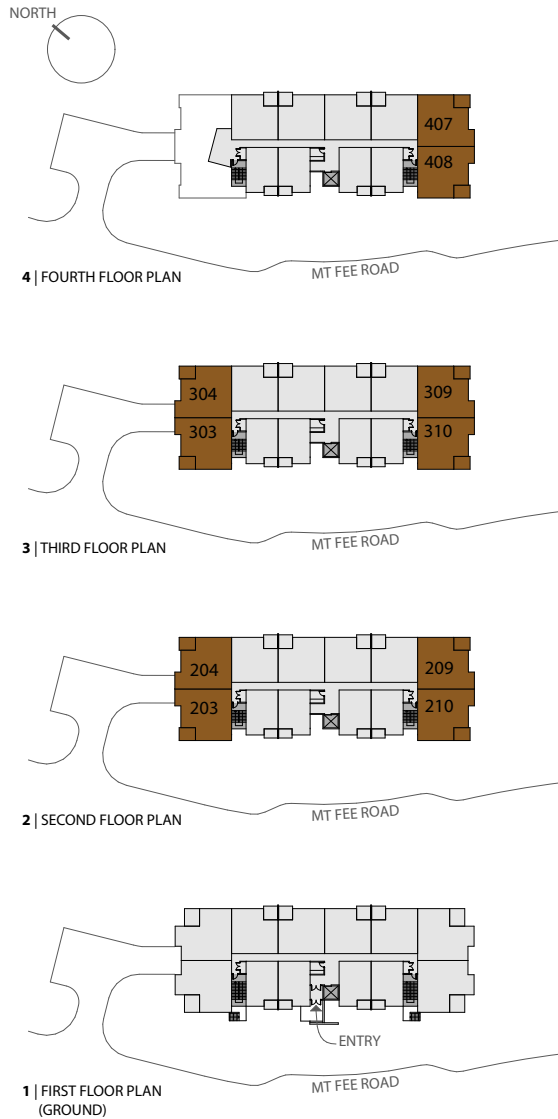 NORTH
407
408
MT FEE ROAD
4 | FOURTH FLOOR PLAN
304
309
303
310
MT FEE ROAD
3 | THIRD FLOOR PLAN
204
209
203
210
MT FEE ROAD
2 | SECOND FLOOR PLAN
ENTRY
MT FEE ROAD
1 | FIRST FLOOR PLAN
(GROUND)